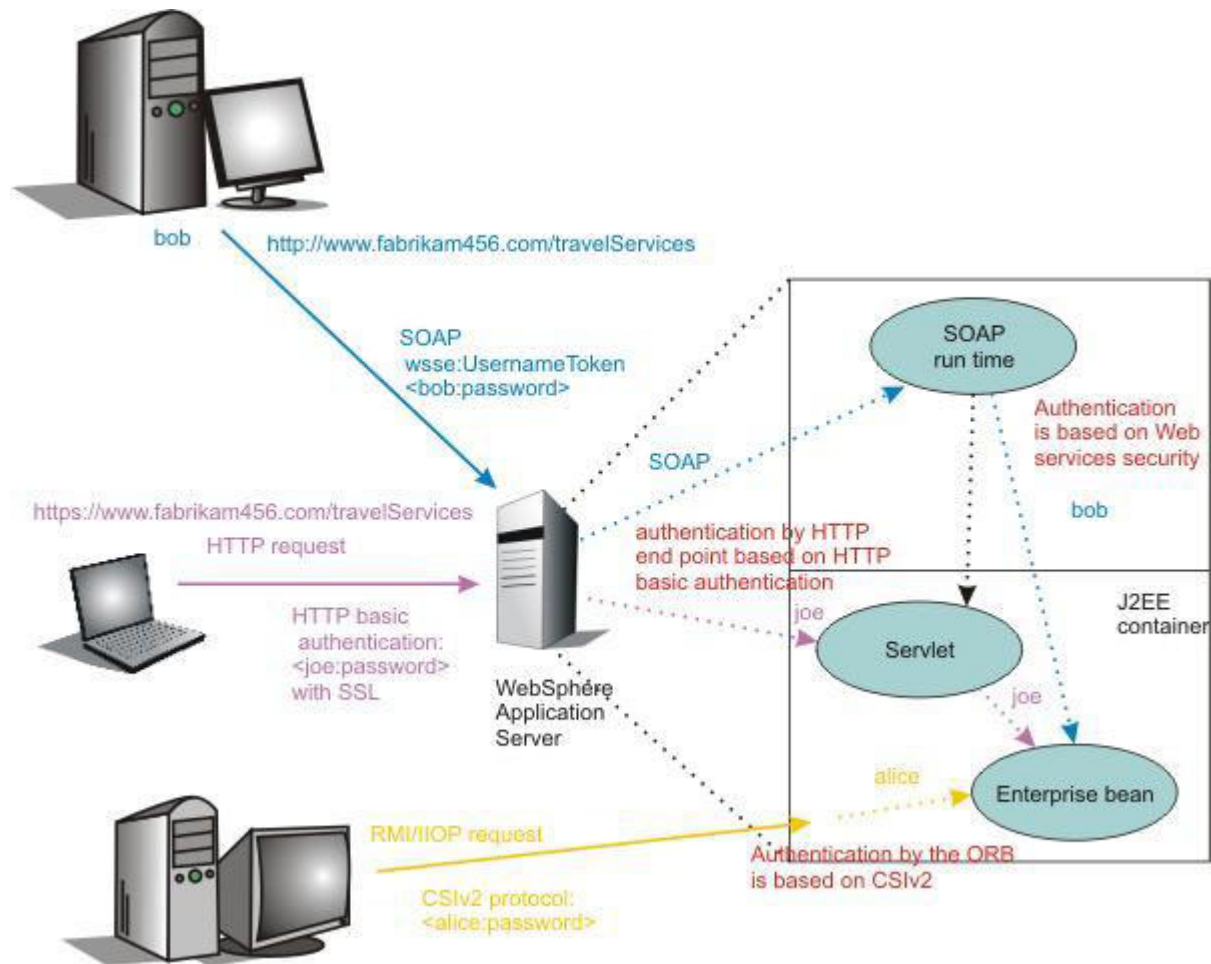 bob
http://www.fabrikam456.com/travelServices
SOAP
wsse:UsernameToken
<bob:password>
SOAP
run time
Authentication
is based on Web
services security
SOAP
bob
https://www.fabrikam456.com/travelServices
HTTP request
authentication by HTTP
end point based on HTTP
basic authentication
HTTP basic
authentication:
<joe:password>
with SSL
joe
J2EE
container
Servlet
WebSphere
Application
Server
joe
alice
Enterprise bean
RMI/IIOP request
CSIv2 protocol:
<alice:password>
Authentication by the ORB
is based on CSIv2